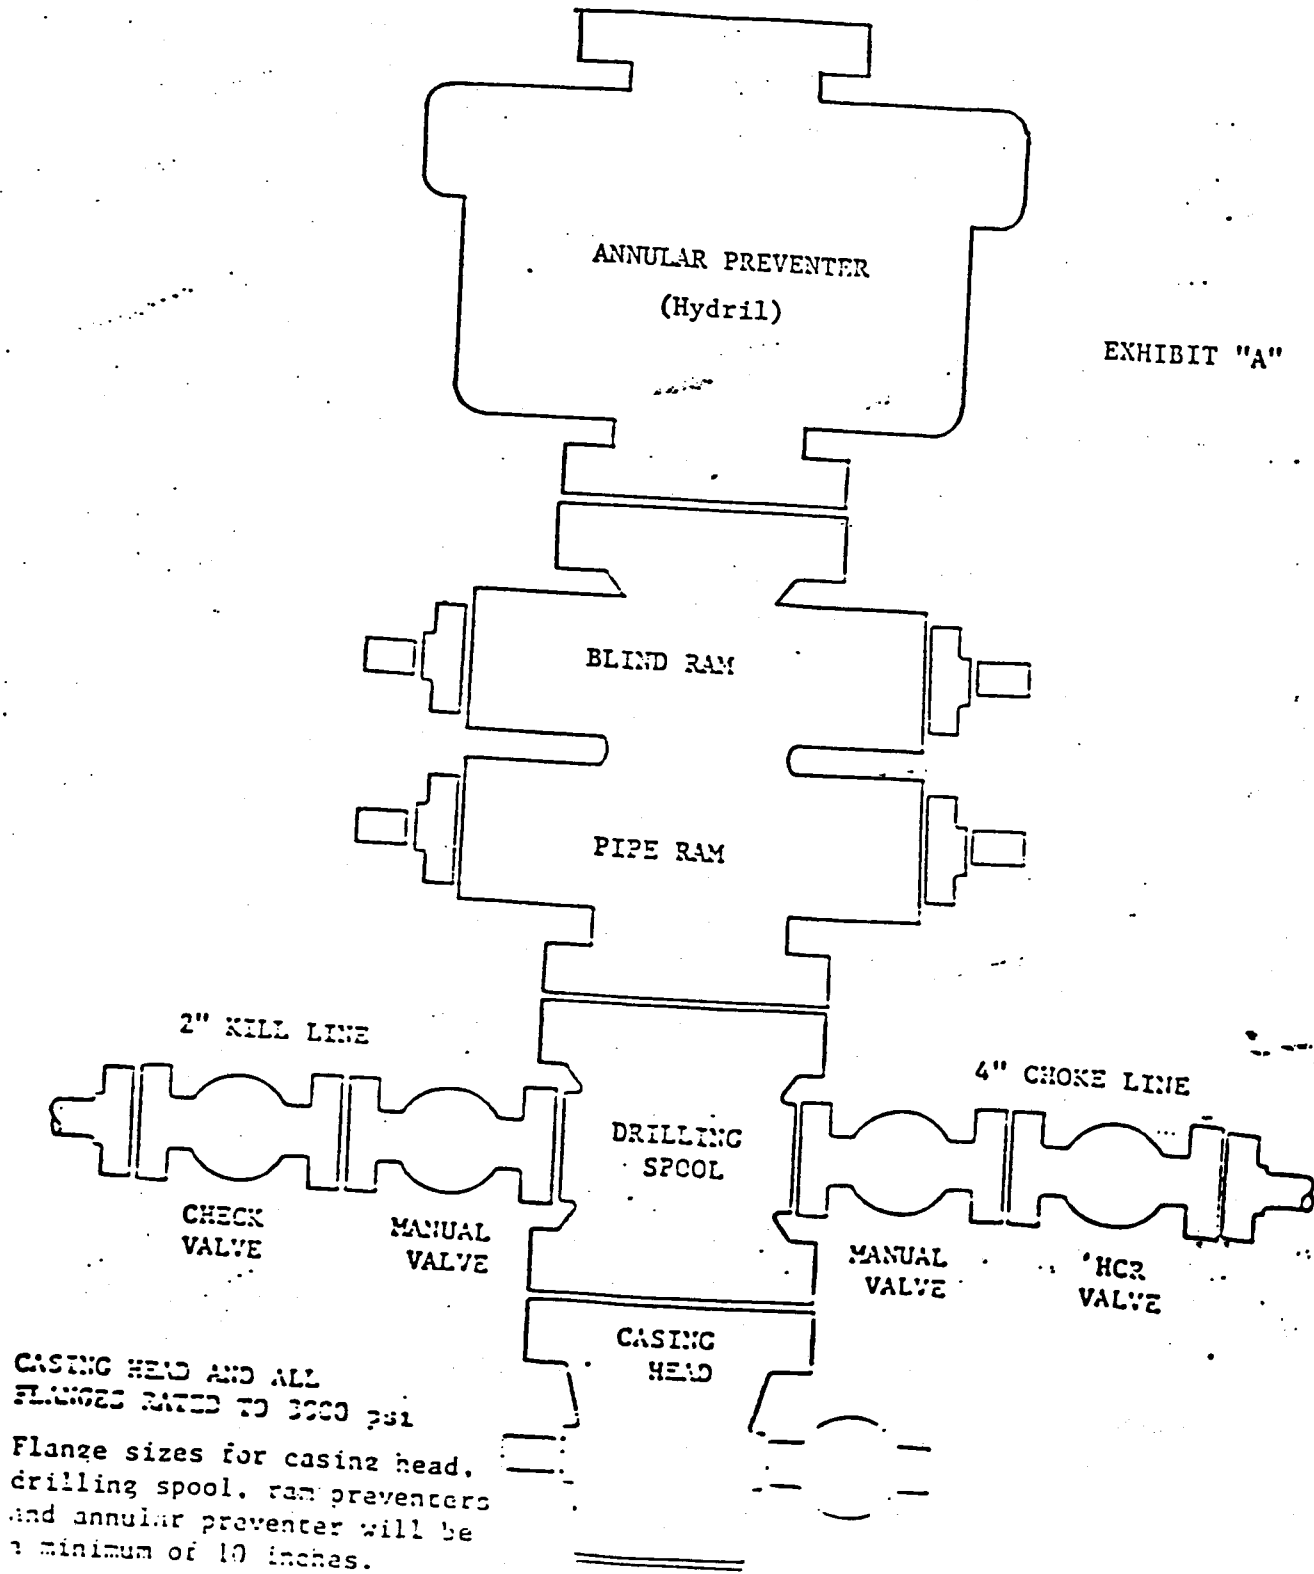 ANNULAR PREVENTER
(Hydril)
EXHIBIT "A"
BLIND RAM
PIPE RAM
2" KILL LINE
4" CHOKE LINE
DRILLING
SPOOL
CHECK
VALVE
MANUAL
VALVE
MANUAL
VALVE
HCR
VALVE
CASING
HEAD
CASING HEAD AND ALL
FLANGES RATED TO 3000 psi
Flange sizes for casing head,
drilling spool, ram preventers
and annular preventer will be
a minimum of 10 inches.